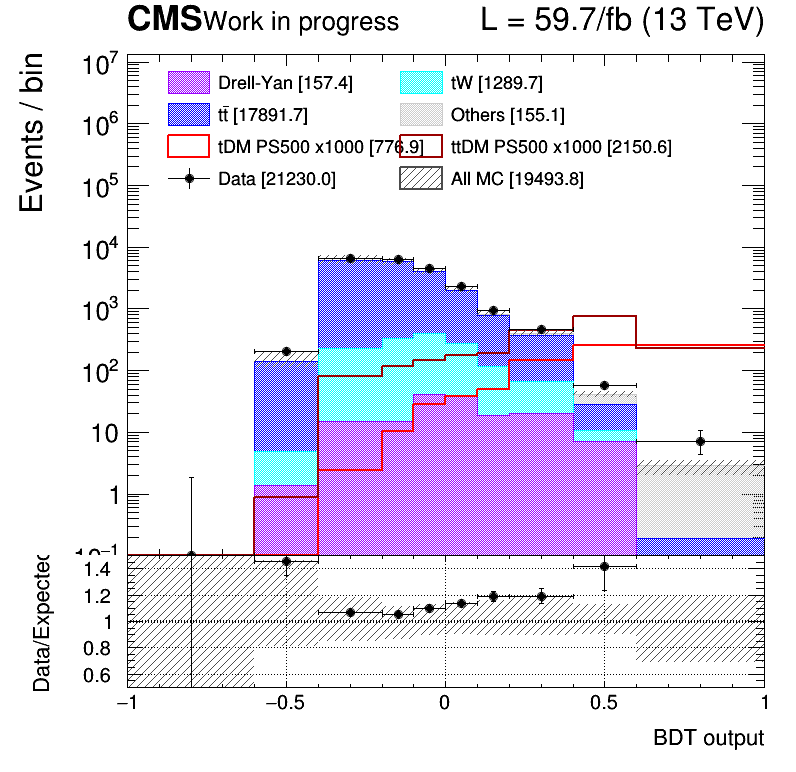 CMS Work in progress L = 59.7/fb (13 TeV)
Events / bin
10⁷
10⁶
10⁵
10⁴
10³
10²
10
1
10⁻¹
Drell-Yan [157.4] tW [1289.7]
tt̄ [17891.7] Others [155.1]
tDM PS500 x1000 [776.9] ttDM PS500 x1000 [2150.6]
Data [21230.0] All MC [19493.8]
Data/Expected
1.4
1.2
1
0.8
0.6
−1 −0.5 0 0.5 1
BDT output